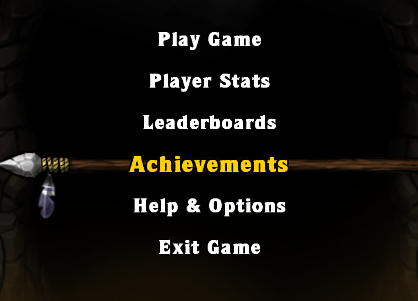 Play Game
Player Stats
Leaderboards
Achievements
Help & Options
Exit Game